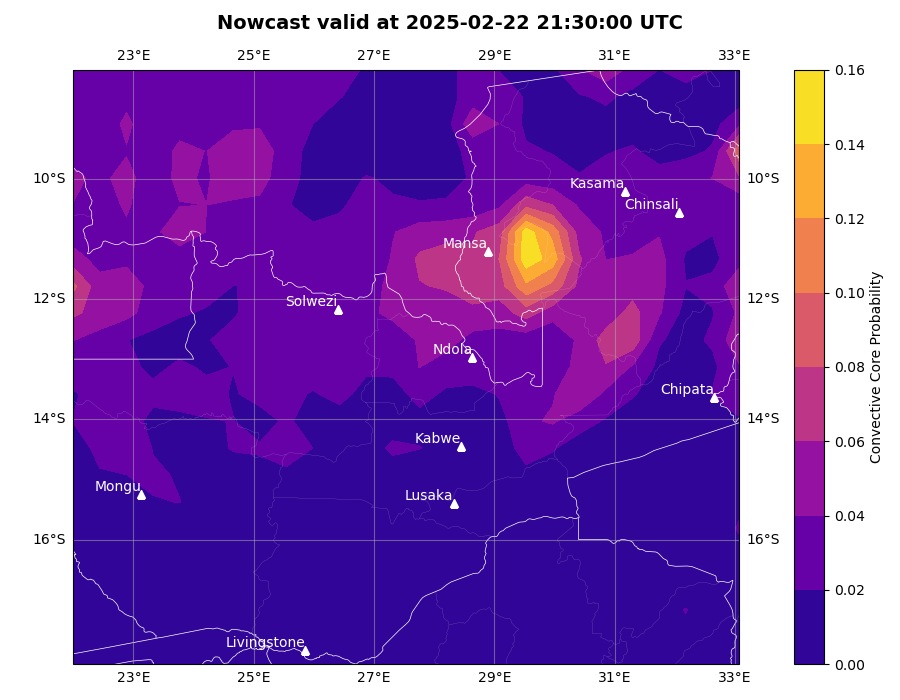 Nowcast valid at 2025-02-22 21:30:00 UTC
23°E 25°E 27°E 29°E 31°E 33°E
0.16
0.14
10°S 10°S
Kasama
Chinsali
0.12
Mansa
0.10
12°S 12°S
Solwezi
0.08
Ndola
Chipata
14°S 14°S
0.06
Kabwe
Mongu
Lusaka
0.04
16°S 16°S
0.02
Livingstone
0.00
23°E 25°E 27°E 29°E 31°E 33°E
Convective Core Probability